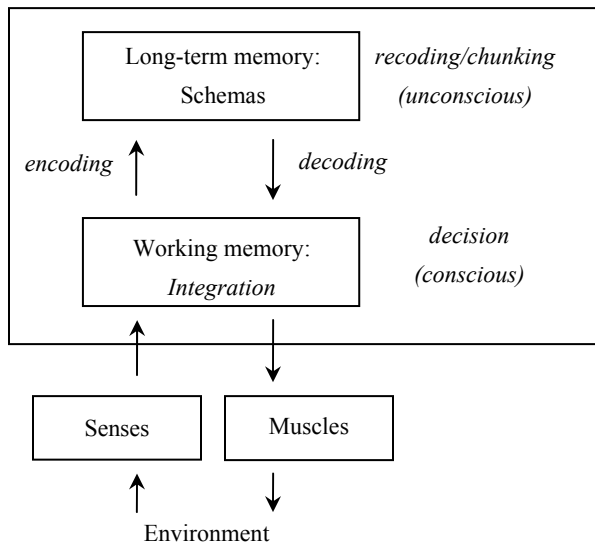 Long-term memory:
Schemas
recoding/chunking
(unconscious)
encoding
decoding
Working memory:
Integration
decision
(conscious)
Senses
Muscles
Environment